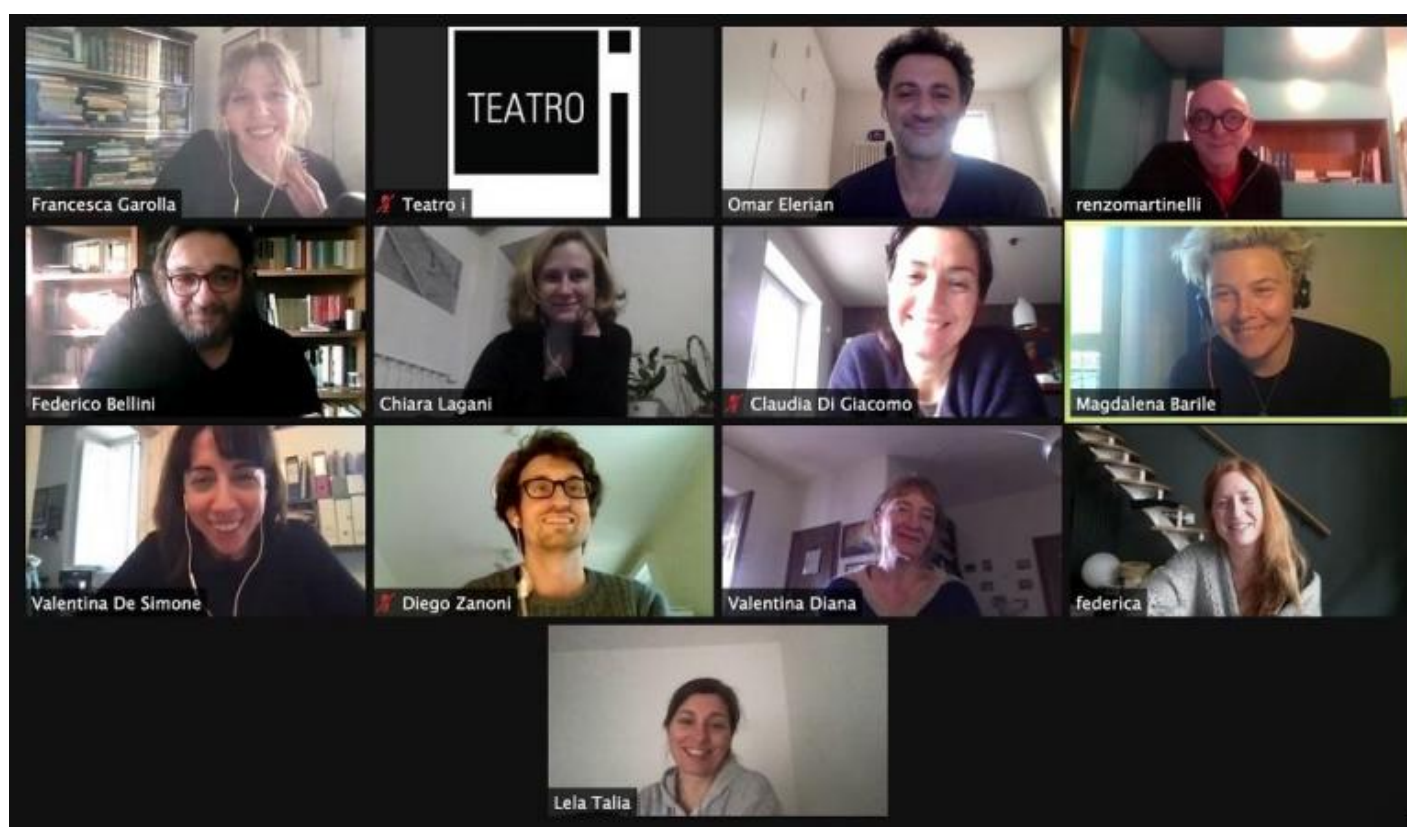 TEATRO i
Francesca Garolla
Teatro i
Omar Elerian
renzomartinelli
Federico Bellini
Chiara Lagani
Claudia Di Giacomo
Magdalena Barile
Valentina De Simone
Diego Zanoni
Valentina Diana
federica
Lela Talia